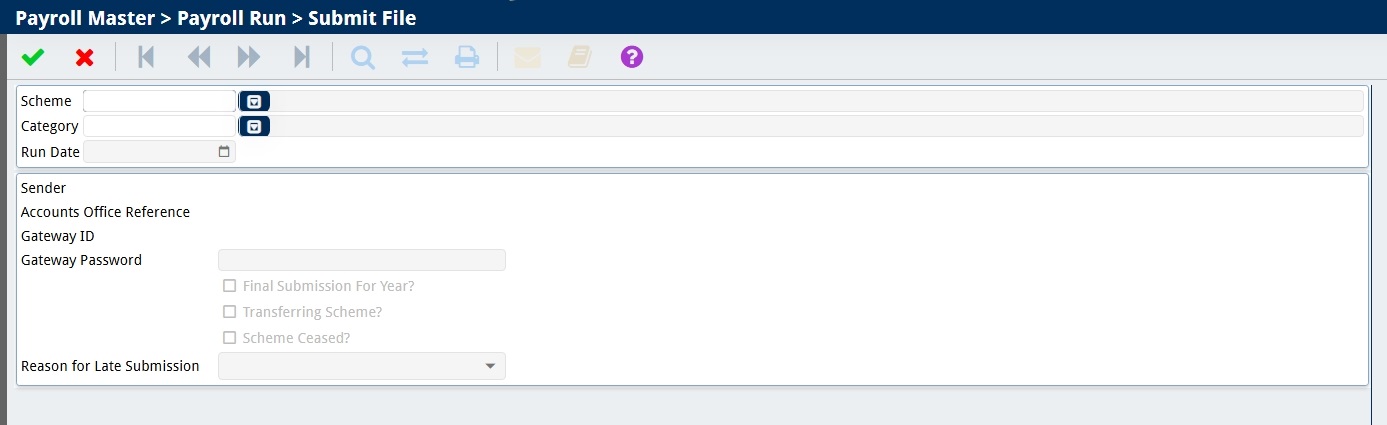 Payroll Master > Payroll Run > Submit File
?
Scheme
Category
Run Date
Sender
Accounts Office Reference
Gateway ID
Gateway Password
Final Submission For Year?
Transferring Scheme?
Scheme Ceased?
Reason for Late Submission